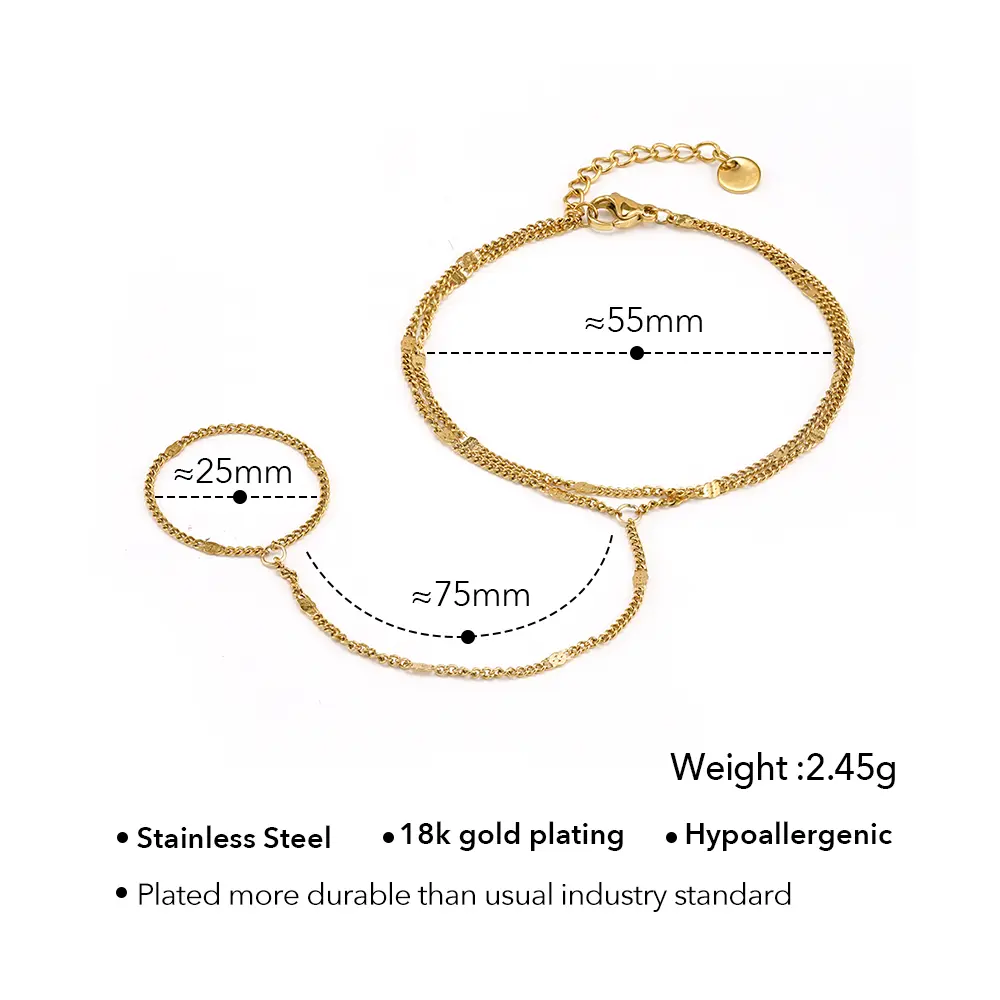 ≈55mm
≈25mm
≈75mm
Weight :2.45g
• Stainless Steel • 18k gold plating • Hypoallergenic
• Plated more durable than usual industry standard